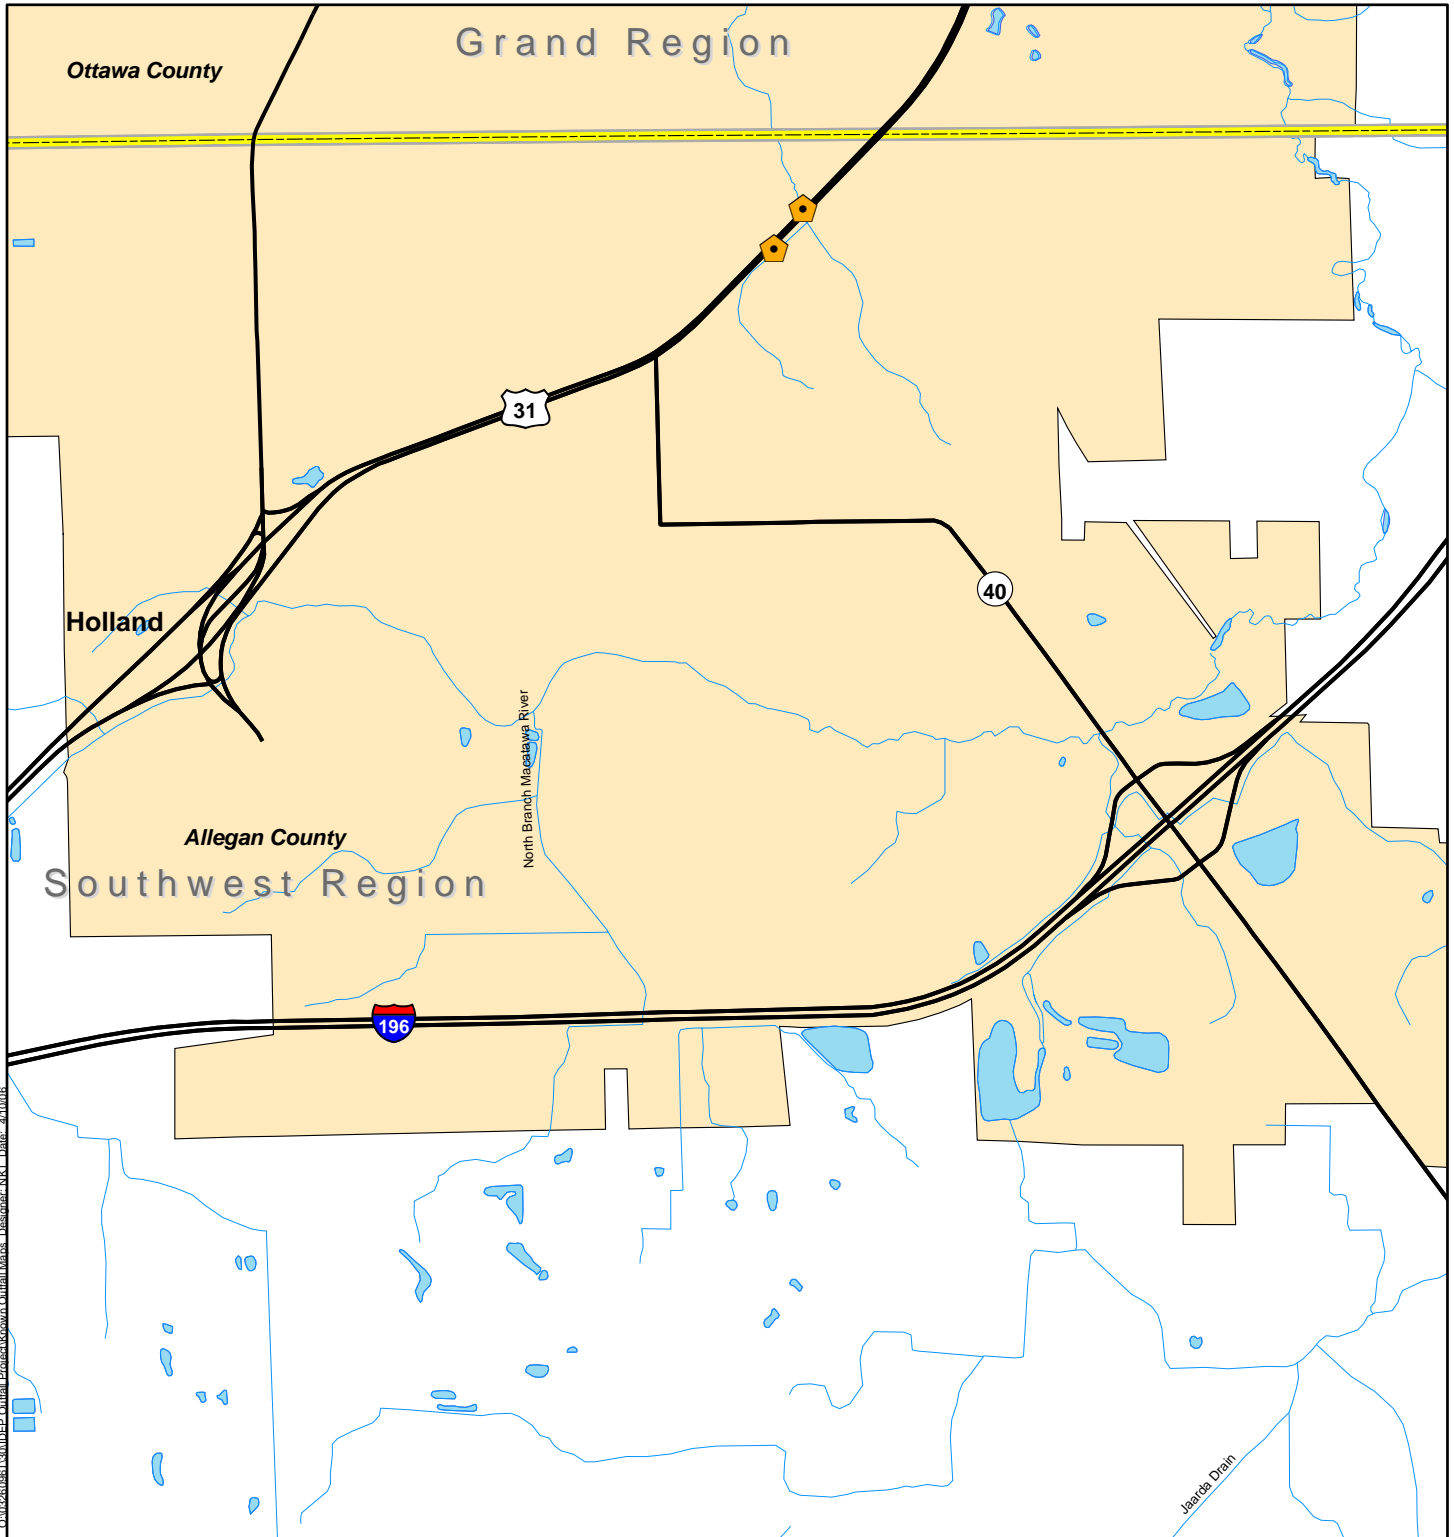 Grand Region
Ottawa County
31
40
Holland
North Branch Macatawa River
Allegan County
Southwest Region
196
Jaarda Drain